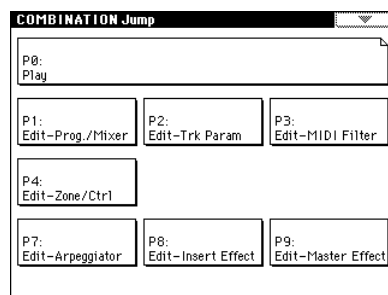 COMBINATION Jump
P0:
Play
P1:
Edit-Prog./Mixer
P2:
Edit-Trk Param
P3:
Edit-MIDI Filter
P4:
Edit-Zone/Ctrl
P7:
Edit-Arpeggiator
P8:
Edit-Insert Effect
P9:
Edit-Master Effect